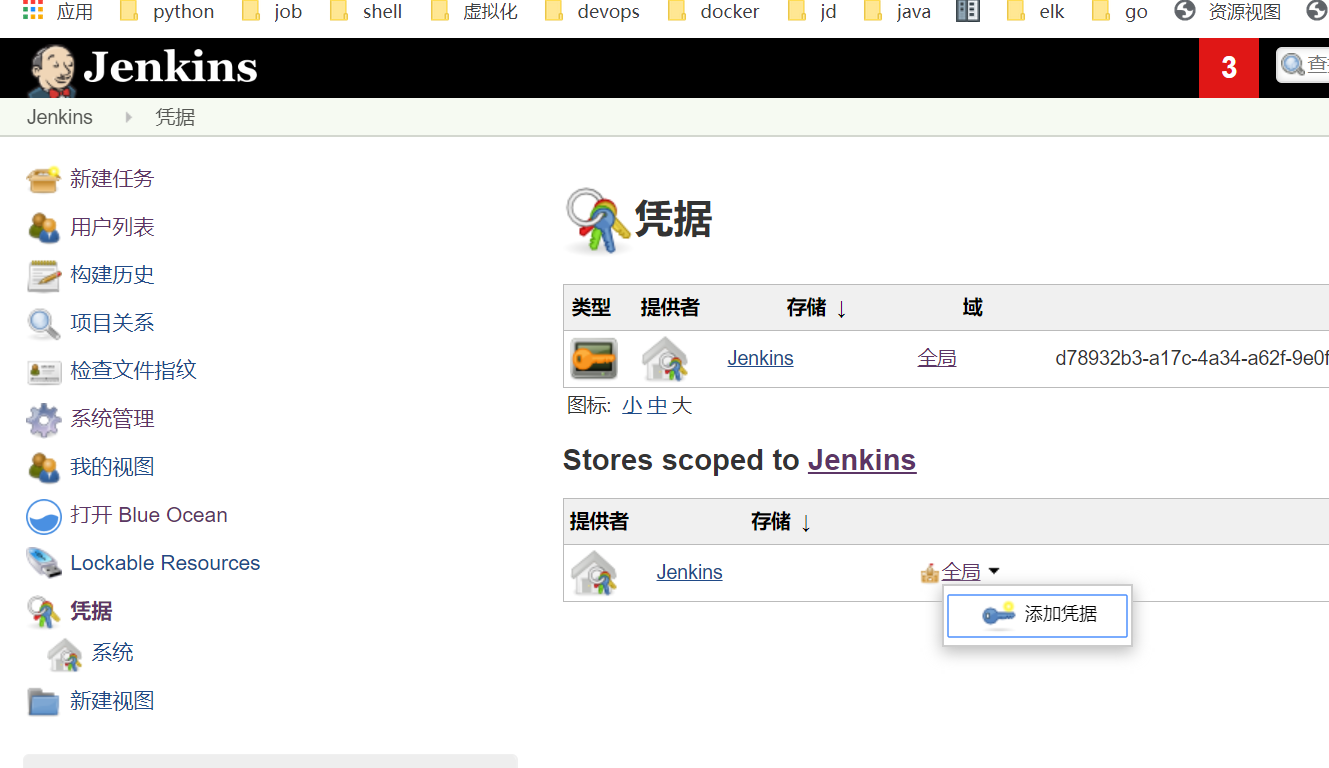 应用 python job shell 虚拟化 devops docker jd java elk go 资源视图
Jenkins 3
Jenkins 凭据
新建任务
用户列表
构建历史
项目关系
检查文件指纹
系统管理
我的视图
打开 Blue Ocean
Lockable Resources
凭据
系统
新建视图
凭据
类型 提供者 存储 ↓ 域
Jenkins 全局 d78932b3-a17c-4a34-a62f-9e0f
图标: 小 中 大
Stores scoped to Jenkins
提供者 存储 ↓
Jenkins 全局
添加凭据